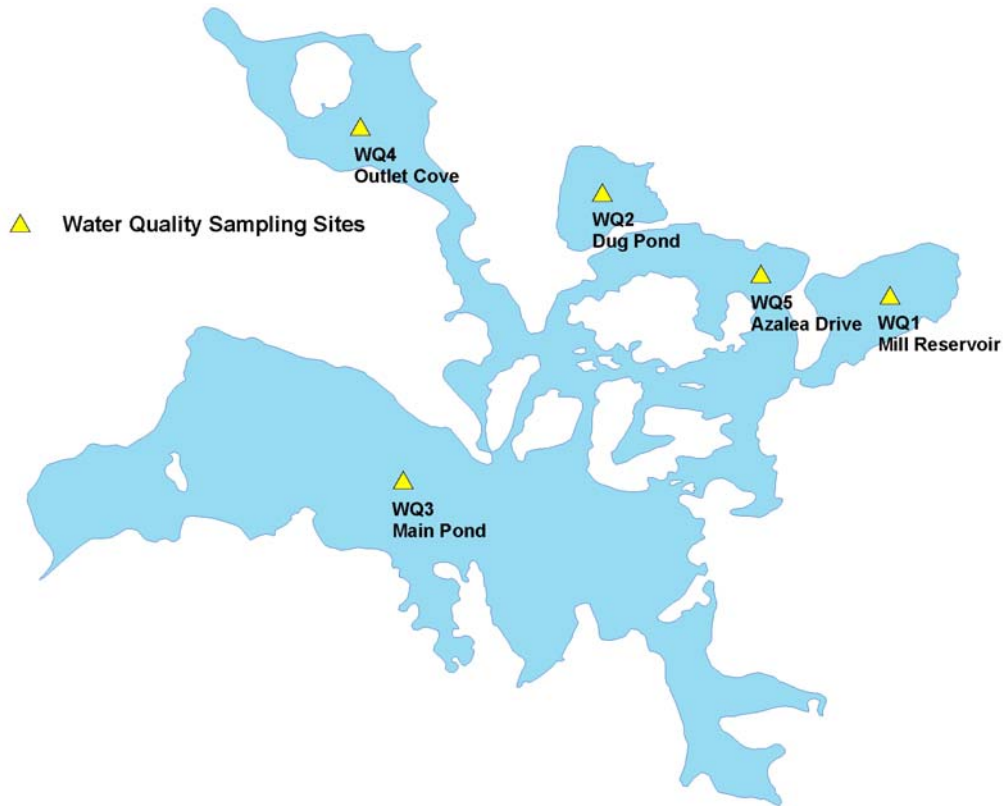 WQ4
Outlet Cove
Water Quality Sampling Sites
WQ2
Dug Pond
WQ5
Azalea Drive
WQ1
Mill Reservoir
WQ3
Main Pond